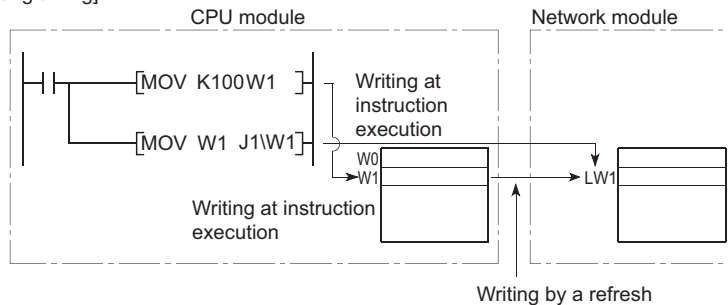 CPU module
Network module
MOV K100W1
Writing at
instruction
execution
MOV W1 J1\W1
W0
W1
LW1
Writing at instruction
execution
Writing by a refresh